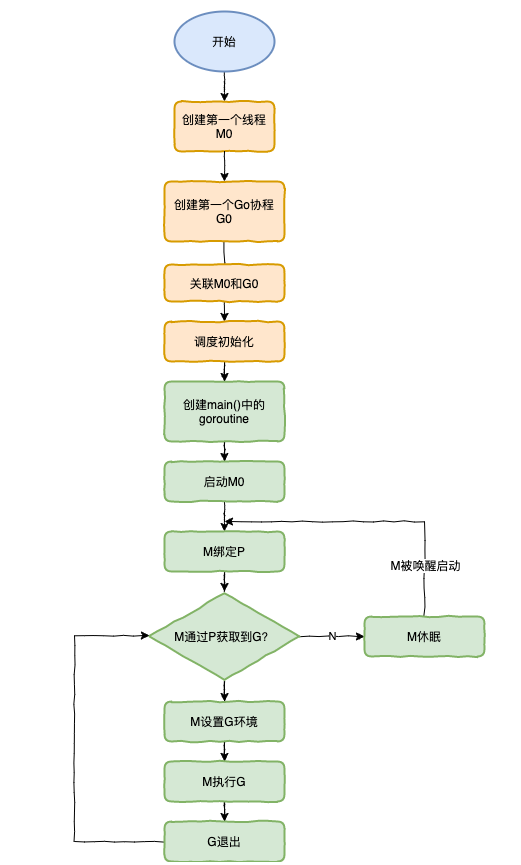 开始
创建第一个线程
M0
创建第一个Go协程
G0
关联M0和G0
调度初始化
创建main()中的
goroutine
启动M0
M绑定P
M被唤醒启动
M通过P获取到G?
N
M休眠
M设置G环境
M执行G
G退出